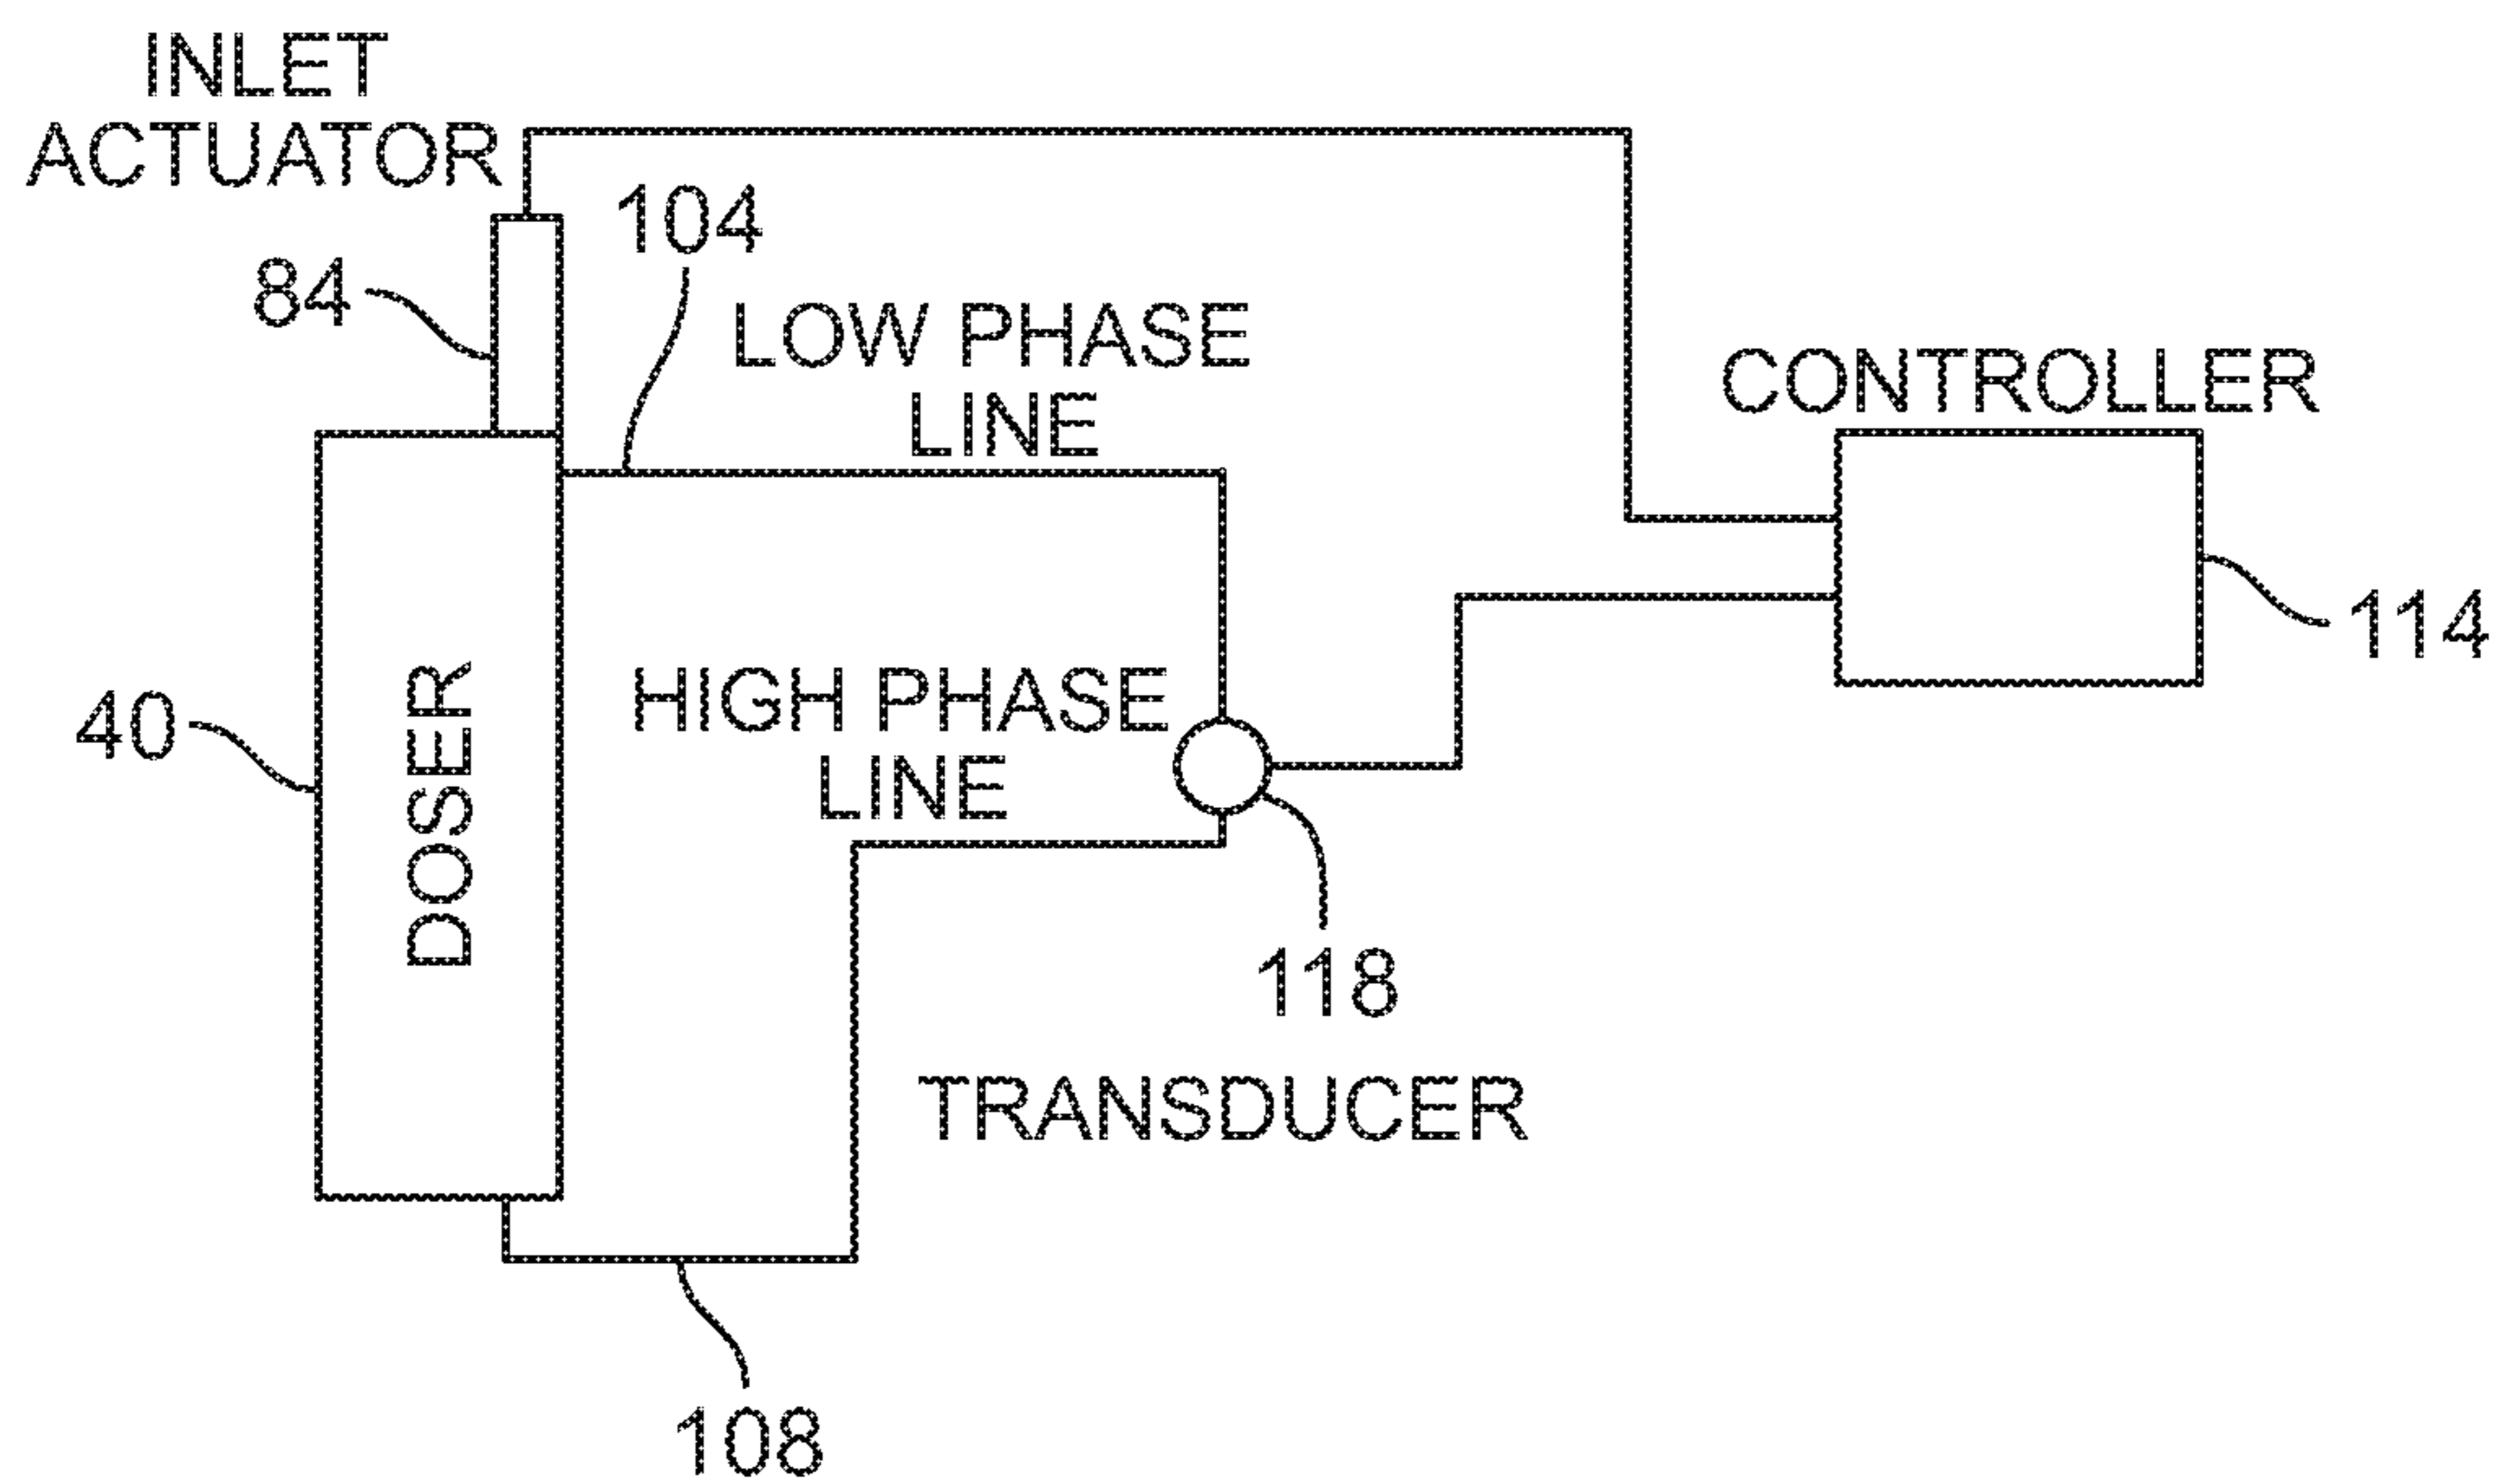 INLET
ACTUATOR
104
84
LOW PHASE
LINE
CONTROLLER
114
HIGH PHASE
LINE
40
DOSER
118
TRANSDUCER
108